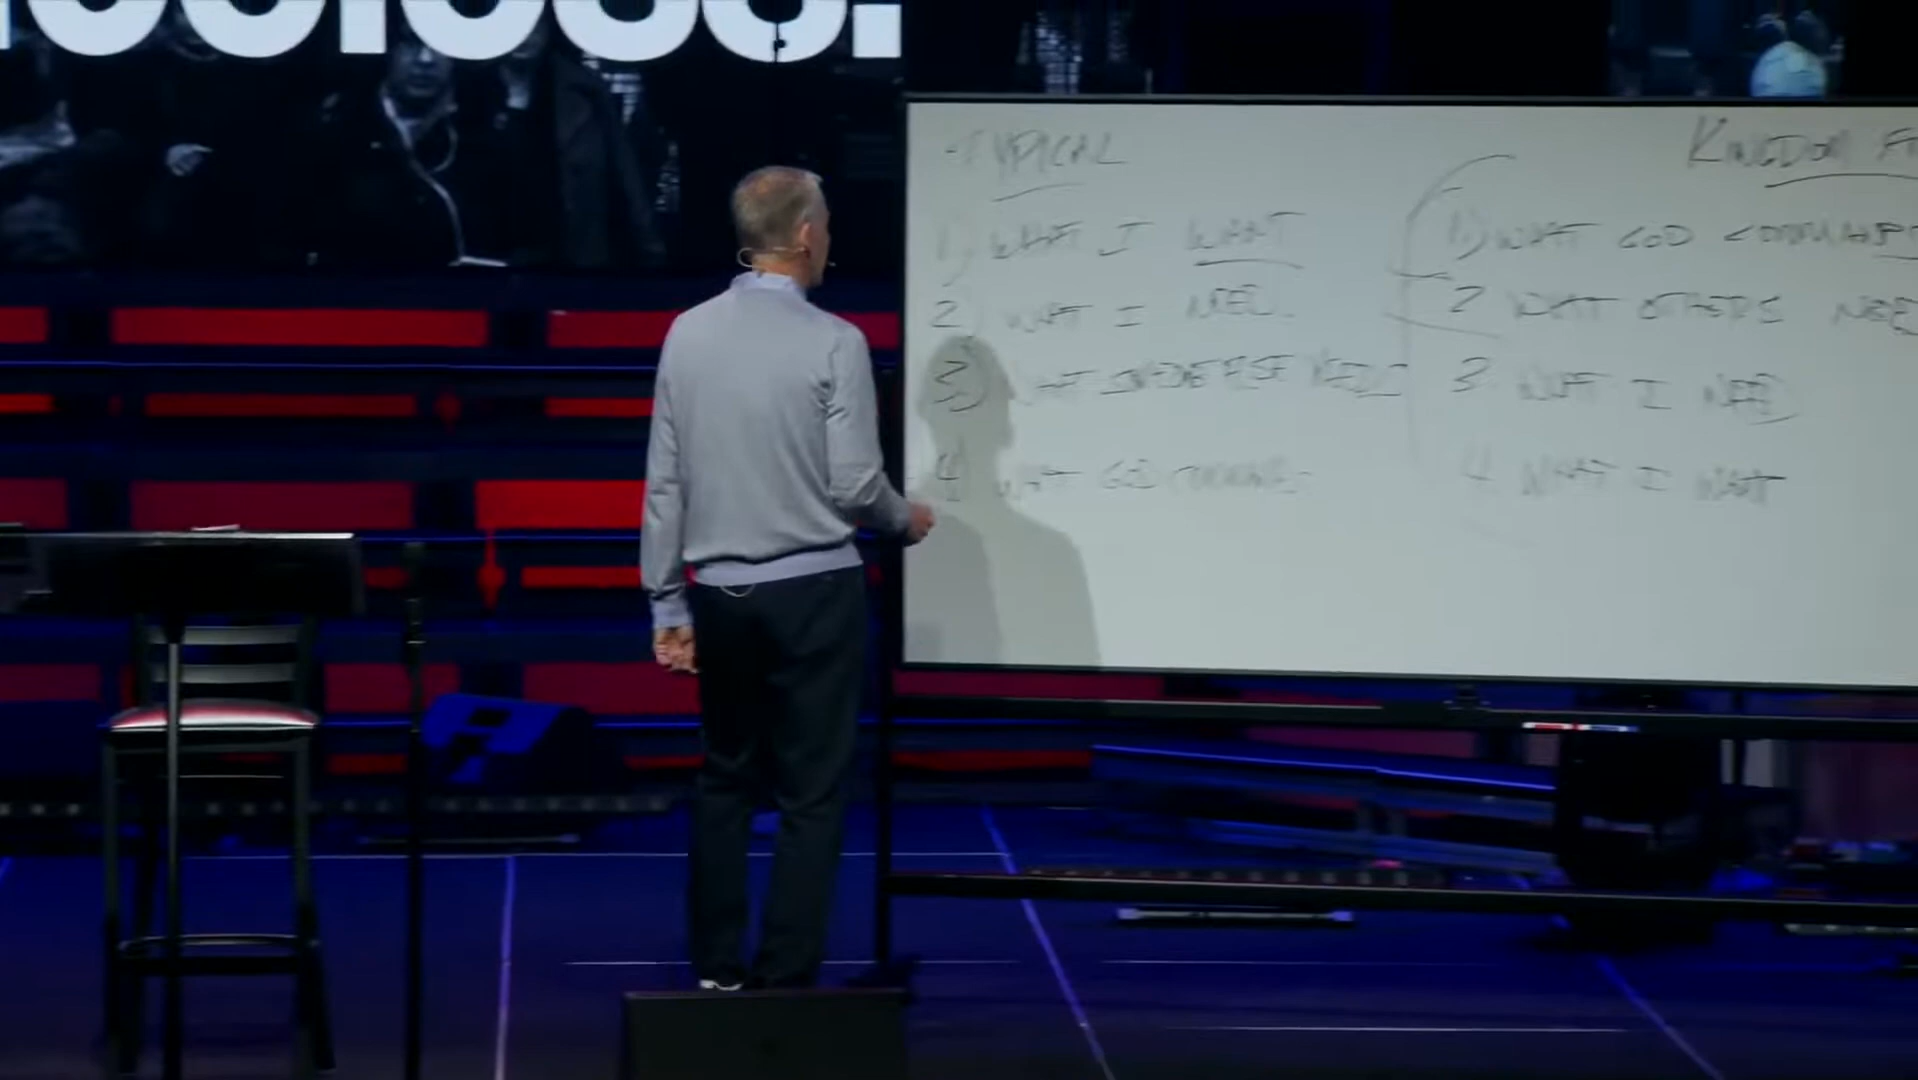 TYPICAL
1) WHAT I WANT
2) WHAT I NEED
3) WHAT SOMEONE ELSE NEEDS
4 WHAT GOD COMMANDS
KINGDOM
1) WHAT GOD COMMANDS
2 WHAT OTHERS NEED
3 WHAT I NEED
4 WHAT I WANT